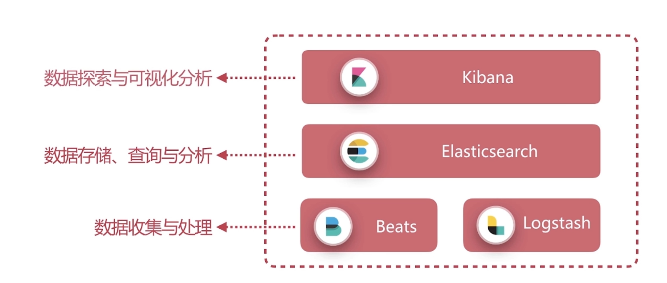 数据探索与可视化分析
Kibana
数据存储、查询与分析
Elasticsearch
数据收集与处理
Beats
Logstash